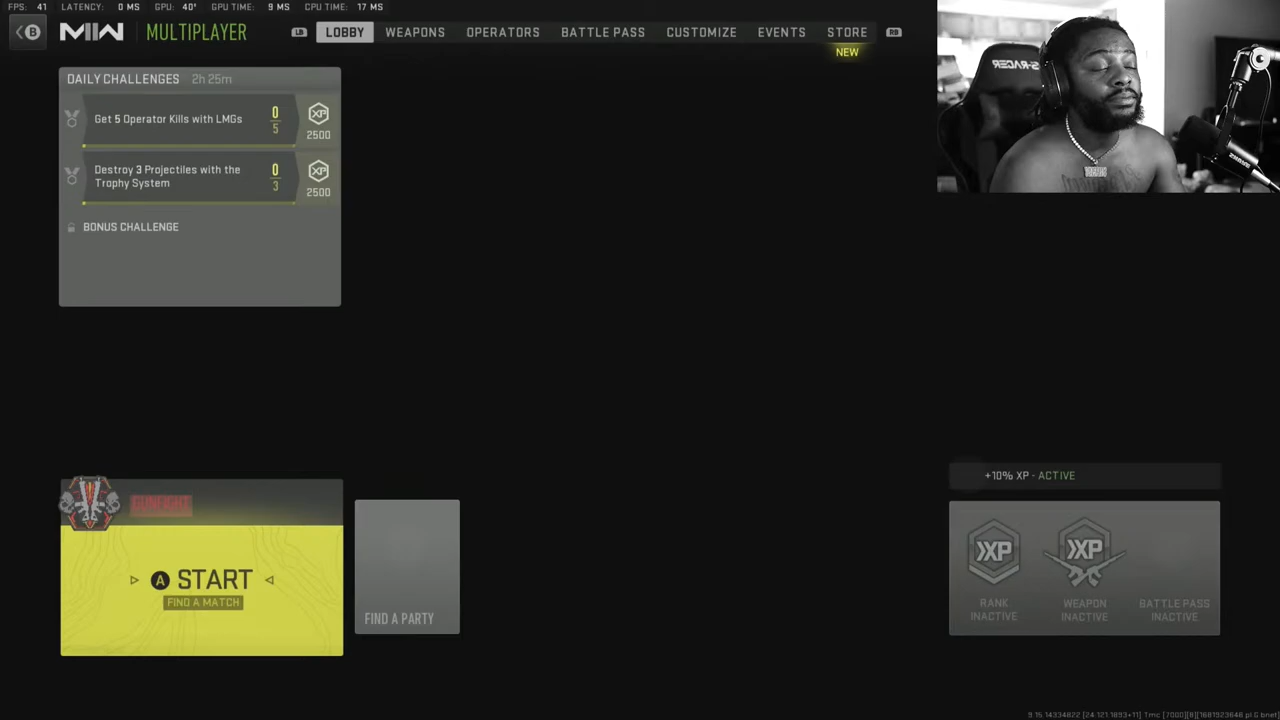 FPS: 41 LATENCY: 0 MS GPU: 40° GPU TIME: 9 MS CPU TIME: 17 MS
B MWII MULTIPLAYER LB LOBBY WEAPONS OPERATORS BATTLE PASS CUSTOMIZE EVENTS STORE RB
NEW
DAILY CHALLENGES 2h 25m
Get 5 Operator Kills with LMGs 0/5 XP 2500
Destroy 3 Projectiles with the Trophy System 0/3 XP 2500
BONUS CHALLENGE
GUNFIGHT
A START
FIND A MATCH
FIND A PARTY
+10% XP - ACTIVE
XP XP
RANK INACTIVE
WEAPON INACTIVE
BATTLE PASS INACTIVE